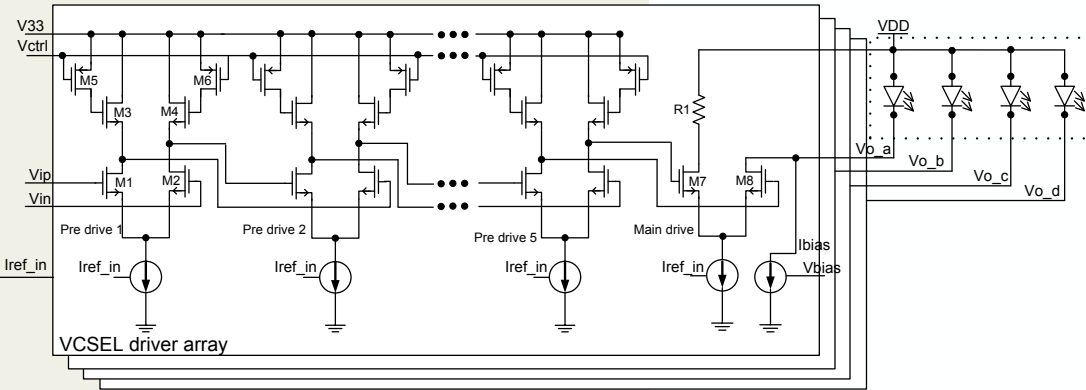 V33
VDD
Vctrl
M5
M6
M3
M4
R1
Vo_a
Vo_b
Vip
M1
M2
M7
M8
Vo_c
Vin
Vo_d
Pre drive 1
Pre drive 2
Pre drive 5
Main drive
Ibias
Iref_in
Iref_in
Iref_in
Iref_in
Iref_in
Vbias
VCSEL driver array